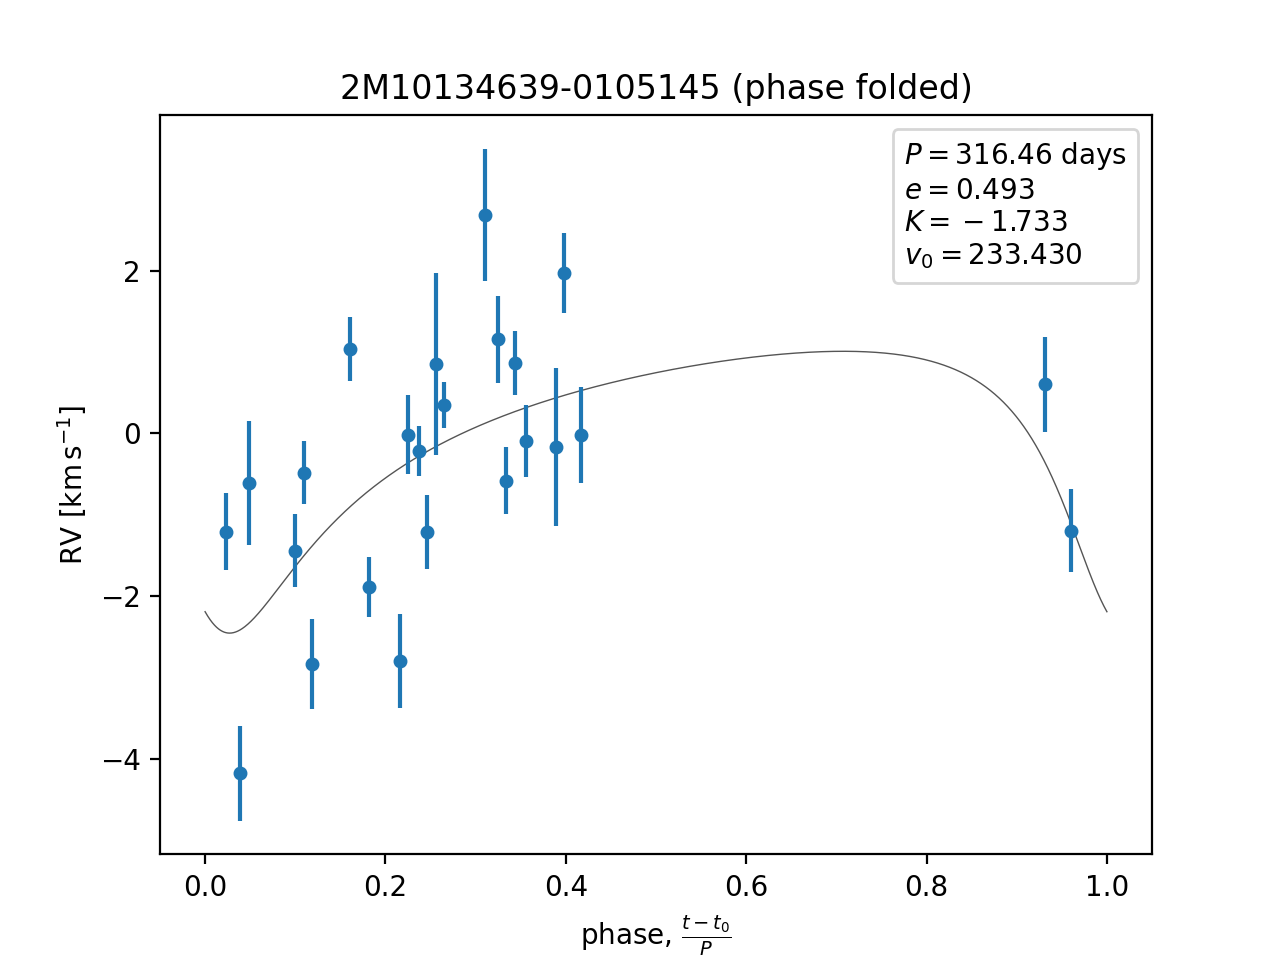 2M10134639-0105145 (phase folded)
P = 316.46 days
e = 0.493
K = −1.733
v₀ = 233.430
RV [km s⁻¹]
2
0
−2
−4
0.0 0.2 0.4 0.6 0.8 1.0
phase, (t − t₀)/P